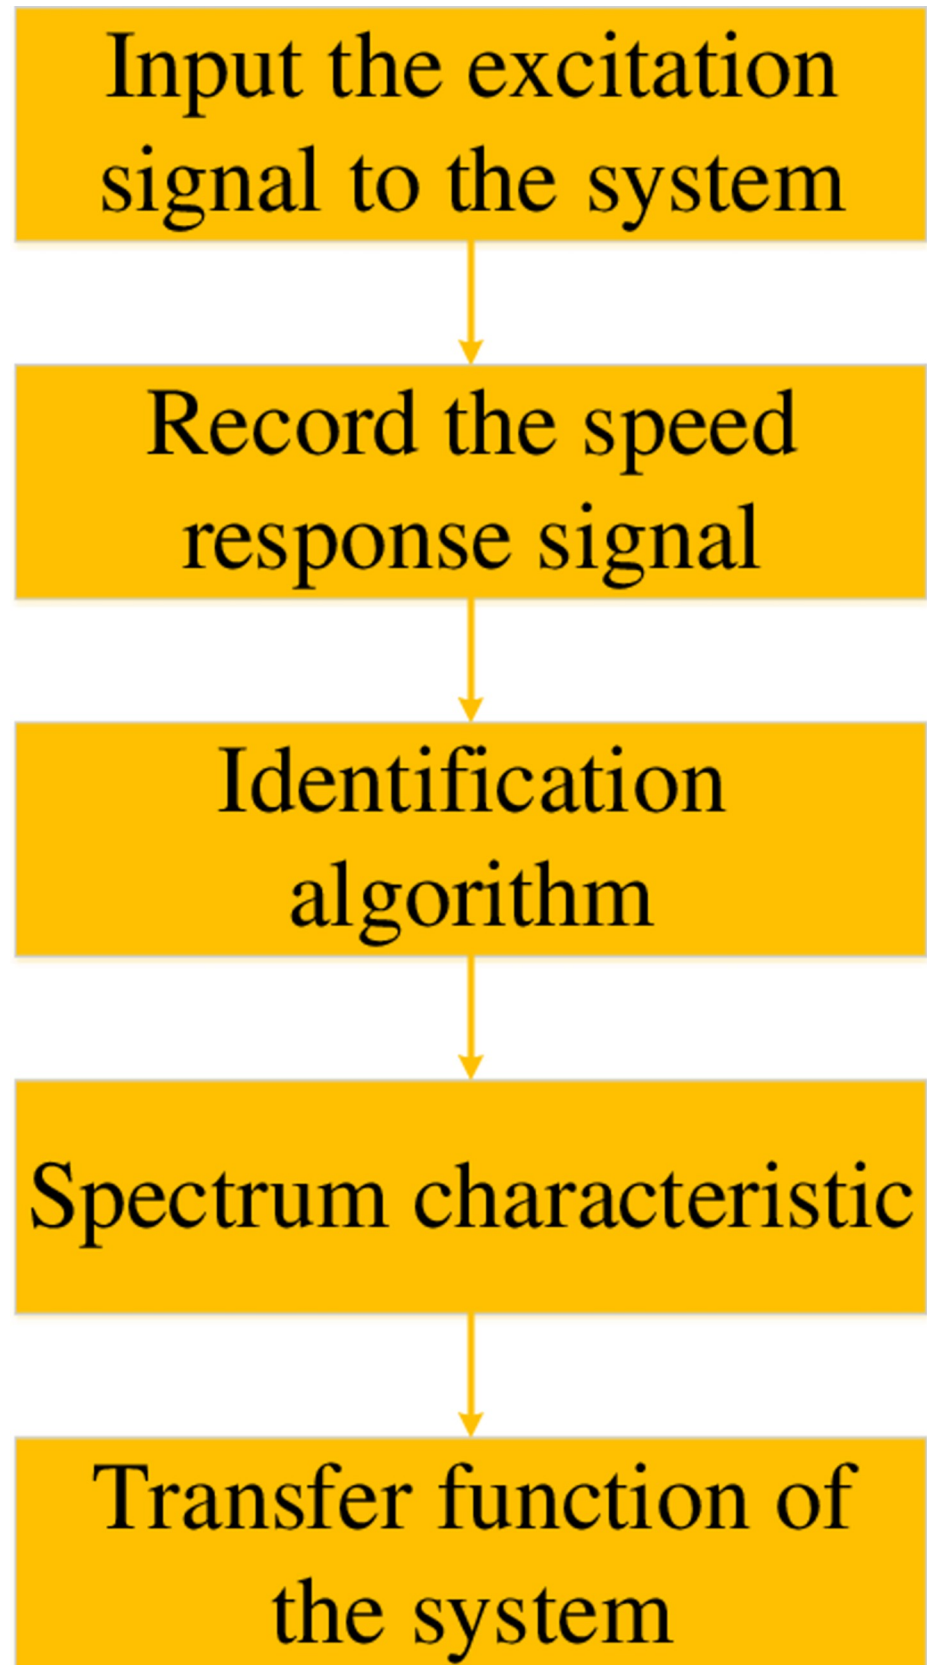 Input the excitation
signal to the system
Record the speed
response signal
Identification
algorithm
Spectrum characteristic
Transfer function of
the system